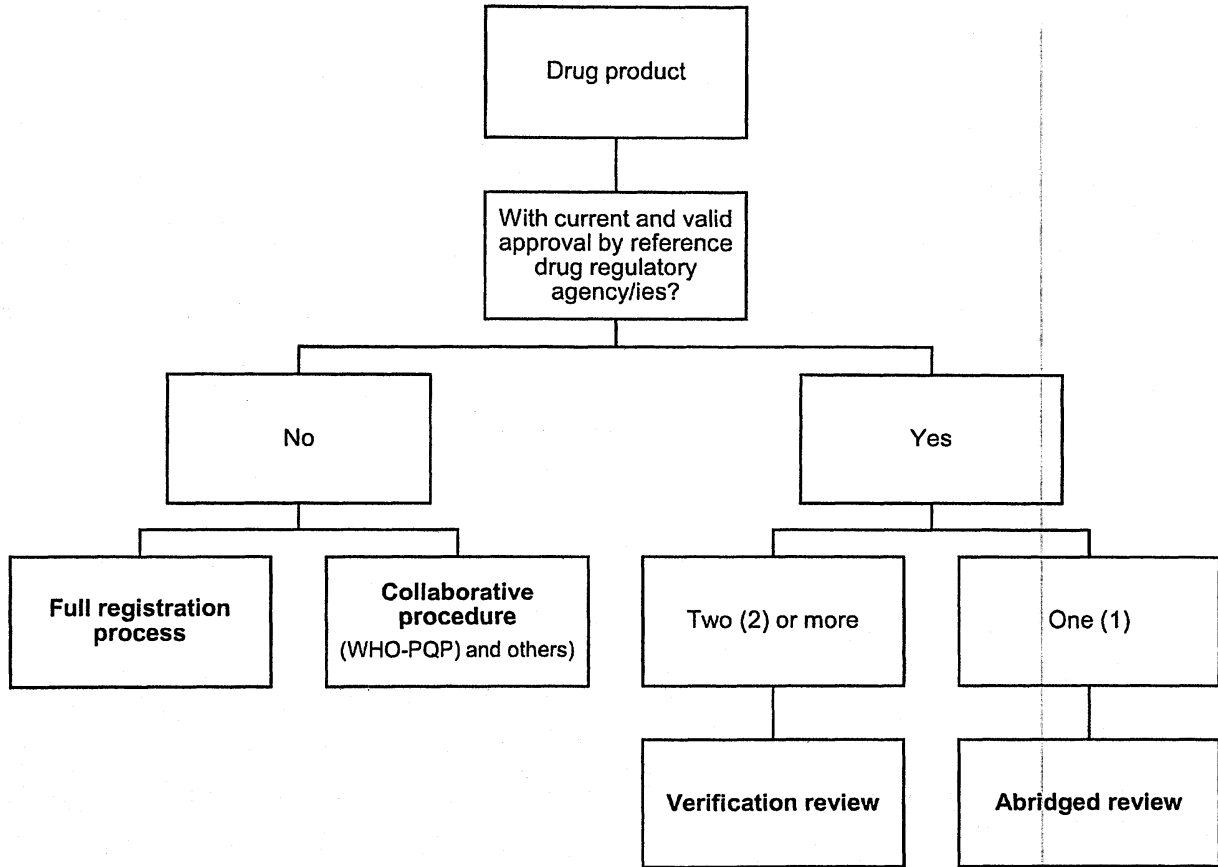 Drug product
With current and valid
approval by reference
drug regulatory
agency/ies?
No
Yes
Full registration
process
Collaborative
procedure
(WHO-PQP) and others)
Two (2) or more
One (1)
Verification review
Abridged review